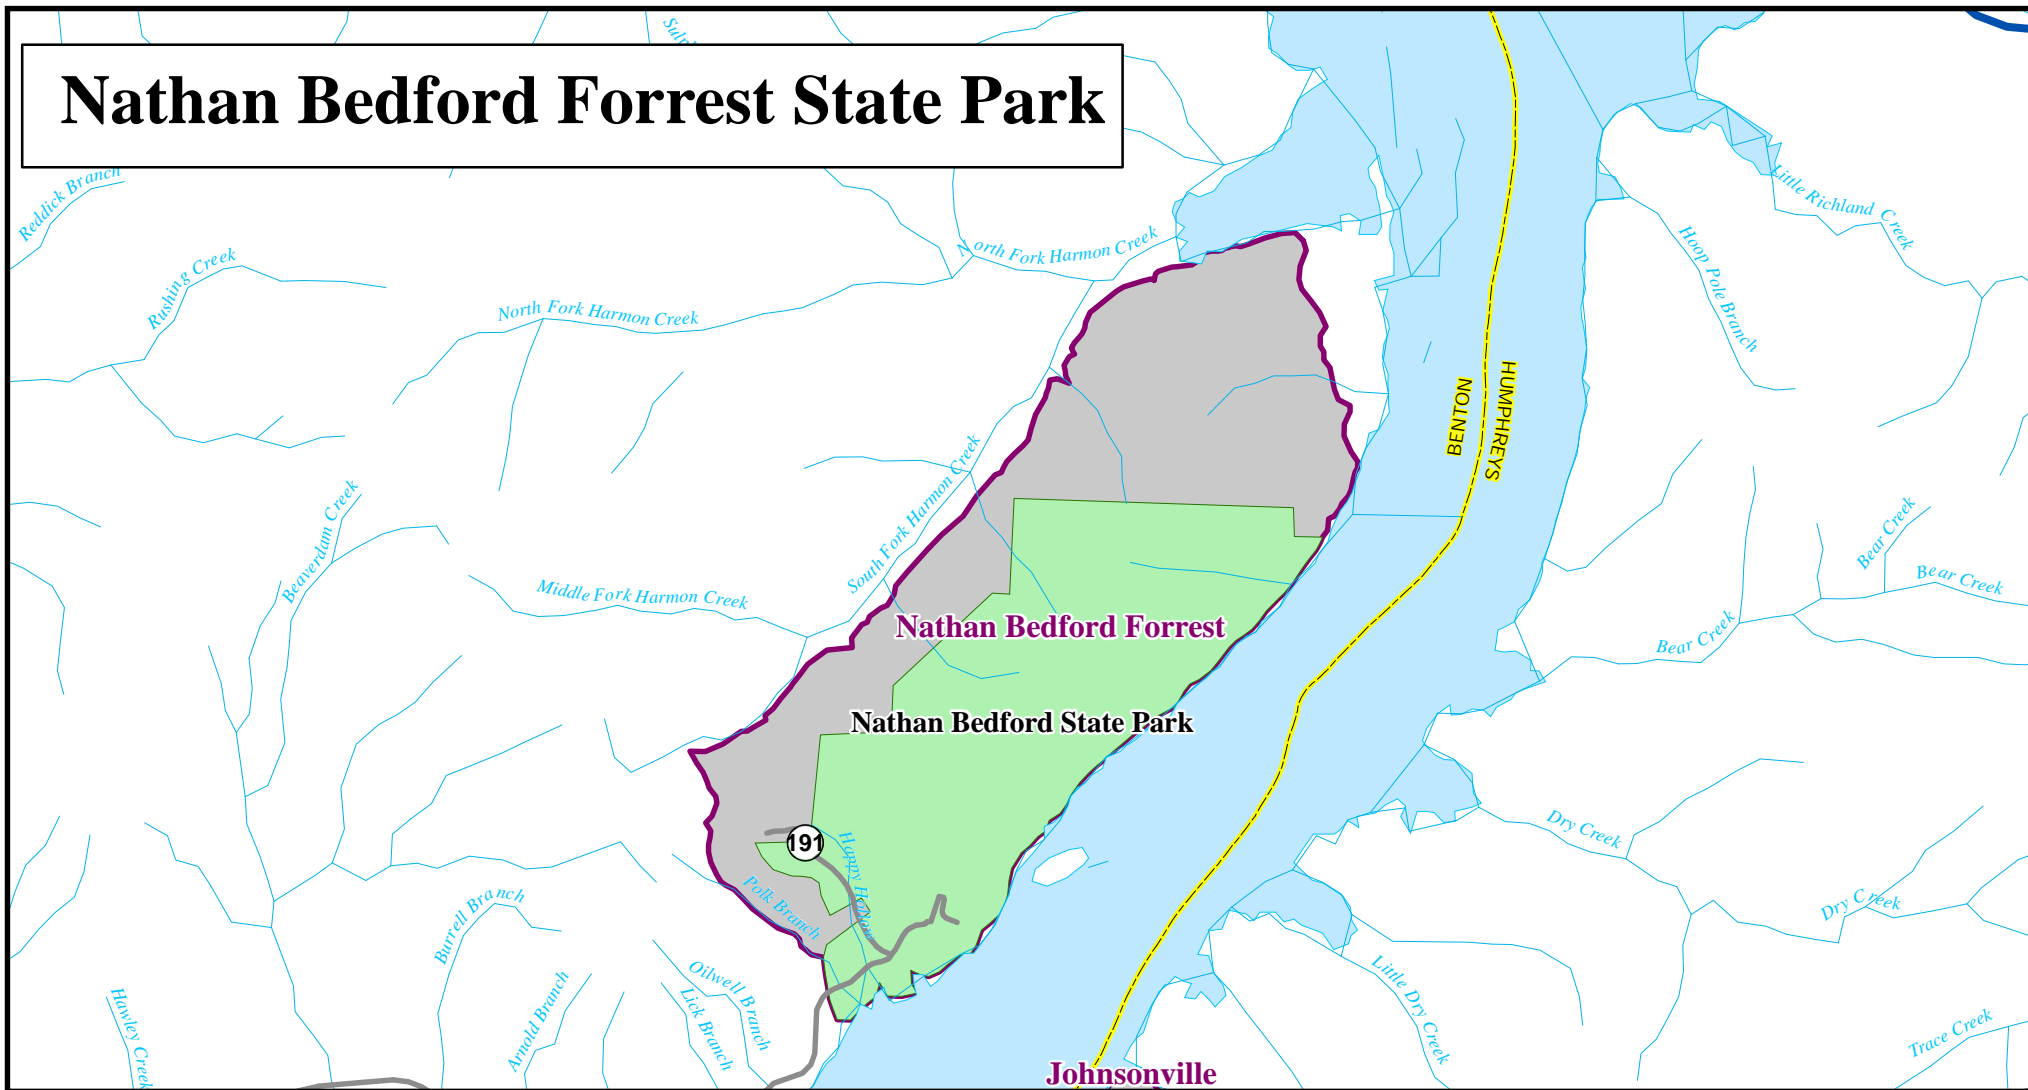 Nathan Bedford Forrest State Park
Reddick Branch
Rushing Creek
North Fork Harmon Creek
North Fork Harmon Creek
Little Richland Creek
Hoop Pole Branch
BENTON
HUMPHREYS
Beaverdam Creek
South Fork Harmon Creek
Middle Fork Harmon Creek
Bear Creek
Bear Creek
Bear Creek
Nathan Bedford Forrest
Nathan Bedford State Park
191
Happy Hollow
Polk Branch
Dry Creek
Dry Creek
Burrell Branch
Oilwell Branch
Lick Branch
Arnold Branch
Hawley Creek
Little Dry Creek
Trace Creek
Johnsonville